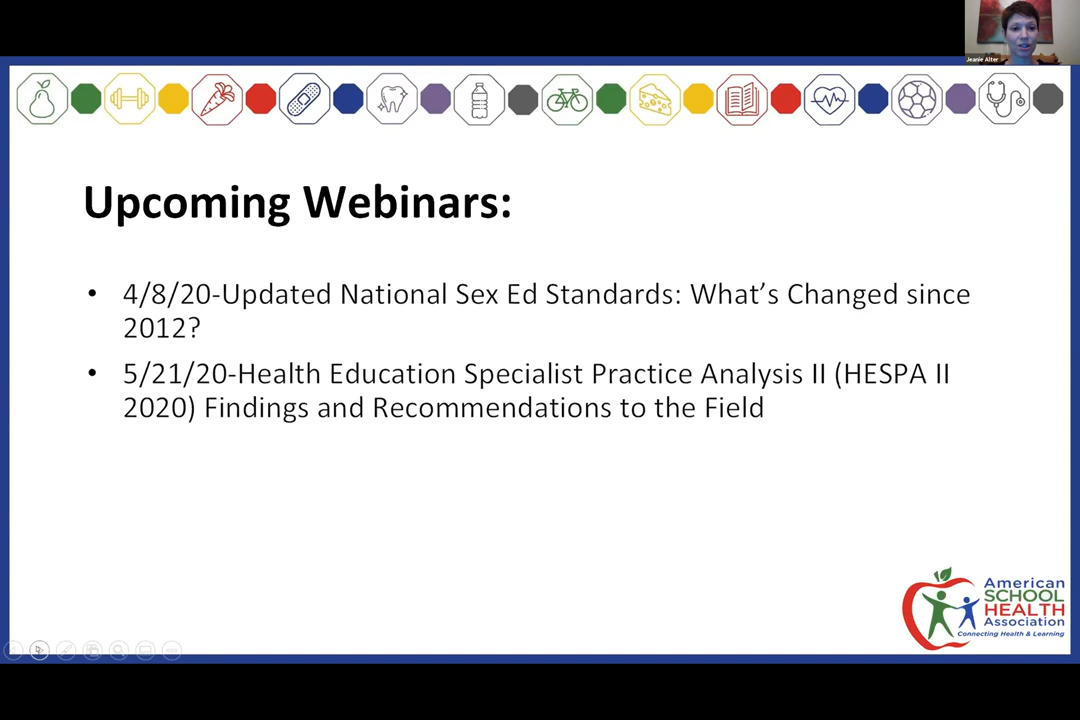 Jeanie Alter
Upcoming Webinars:
• 4/8/20-Updated National Sex Ed Standards: What’s Changed since
2012?
• 5/21/20-Health Education Specialist Practice Analysis II (HESPA II
2020) Findings and Recommendations to the Field
American
SCHOOL
HEALTH
Association
Connecting Health & Learning